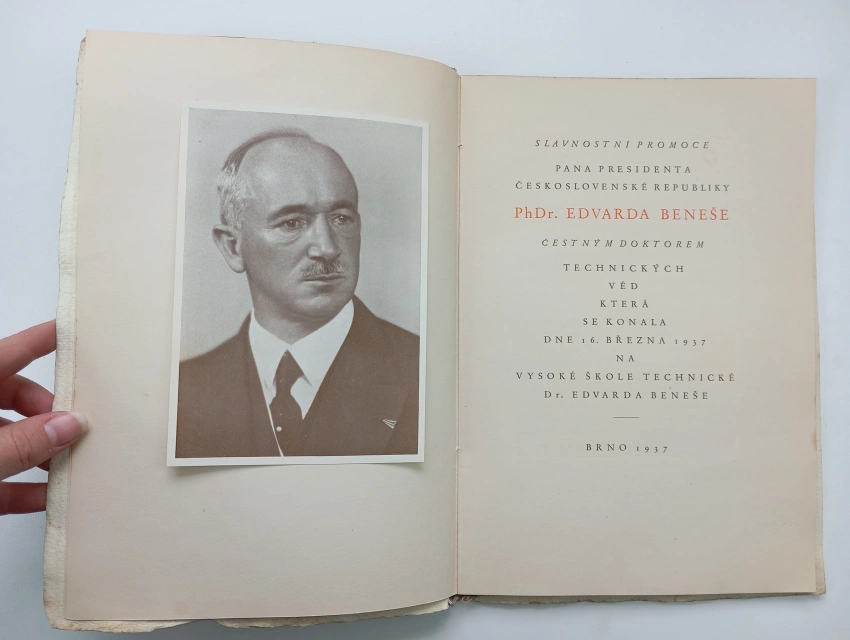 SLAVNOSTNÍ PROMOCE
PANA PRESIDENTA
ČESKOSLOVENSKÉ REPUBLIKY
PhDr. EDVARDA BENEŠE
ČESTNÝM DOKTOREM
TECHNICKÝCH
VĚD
KTERÁ
SE KONALA
DNE 16. BŘEZNA 1937
NA
VYSOKÉ ŠKOLE TECHNICKÉ
Dr. EDVARDA BENEŠE
BRNO 1937